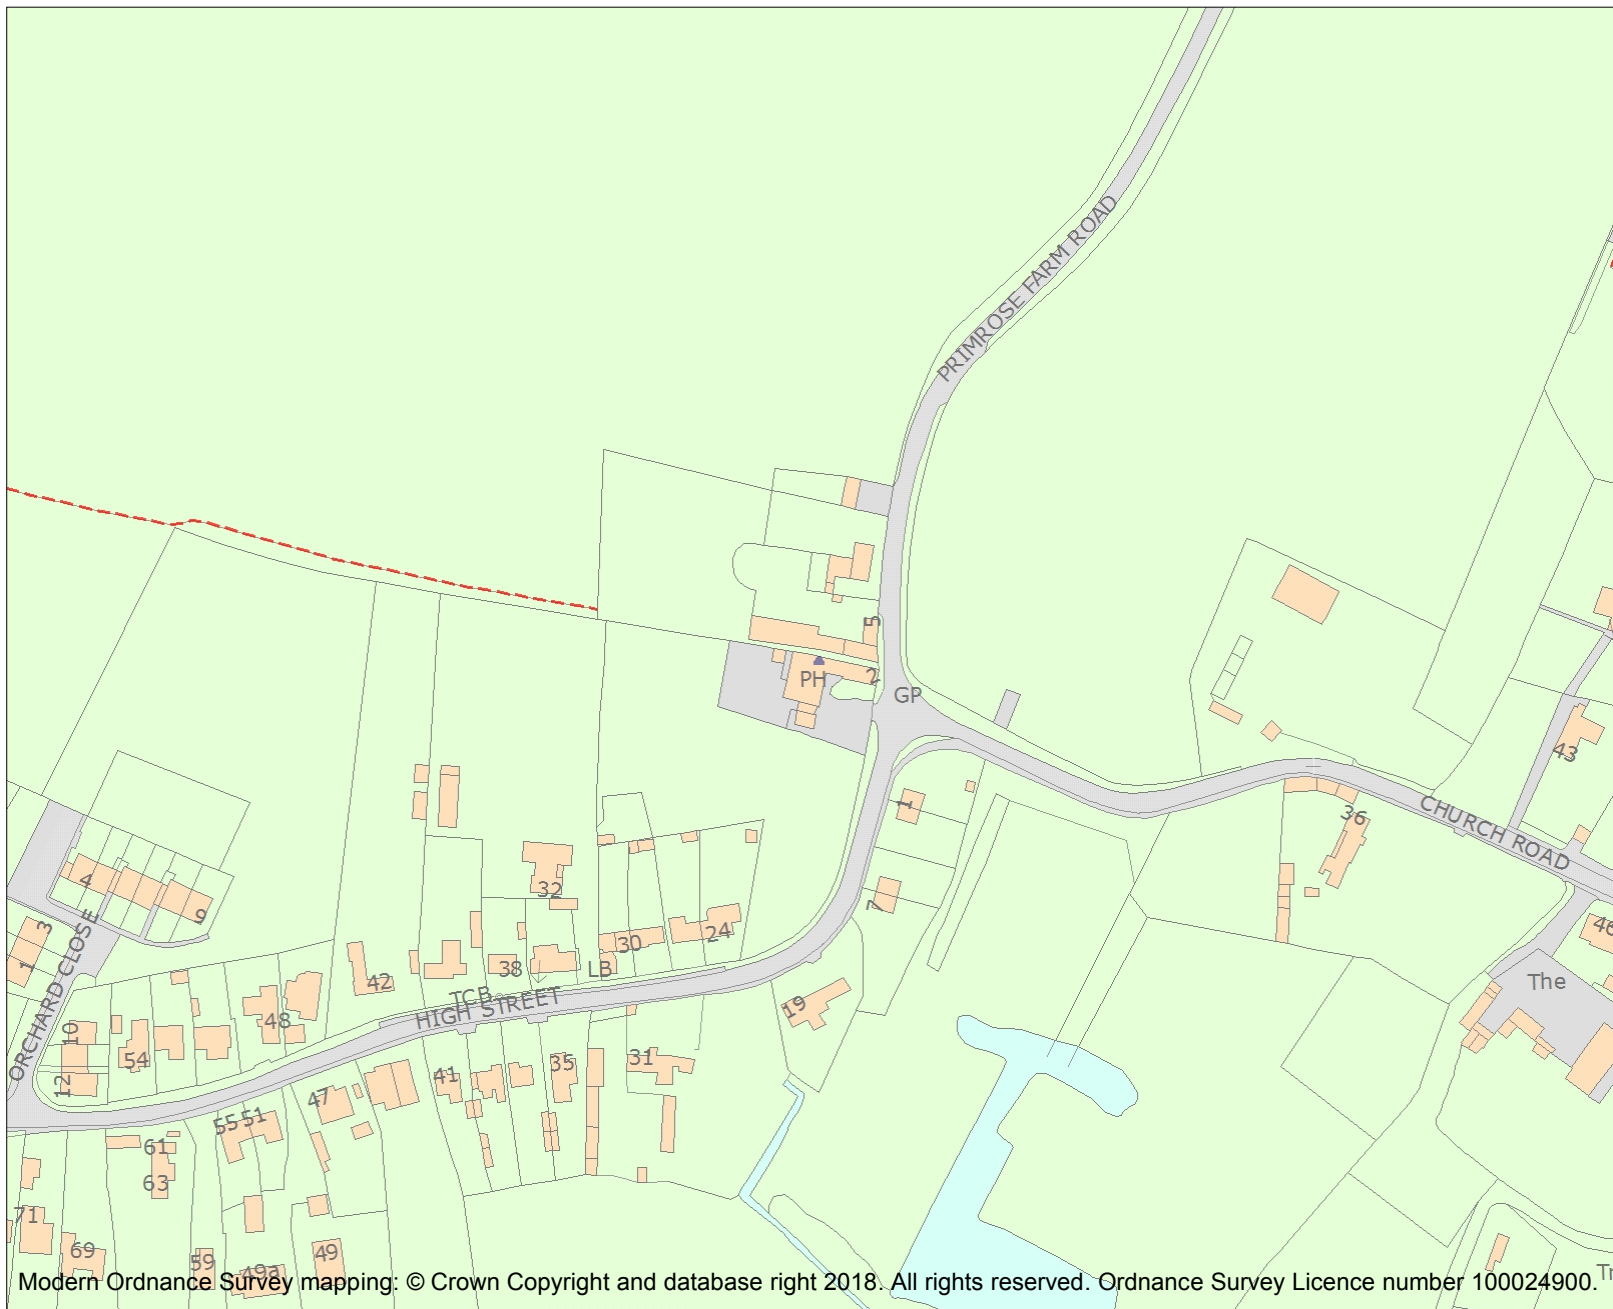 PRIMROSE FARM ROAD
5
PH
2
GP
43
1
CHURCH ROAD
36
4
32
9
7
3
30
24
46
1
ORCHARD CLOSE
42
38
LB
The
TCB
HIGH STREET
19
48
10
54
12
35
31
41
47
55
51
61
63
71
69
59
49a
49
Tr
Modern Ordnance Survey mapping: © Crown Copyright and database right 2018. All rights reserved. Ordnance Survey Licence number 100024900.